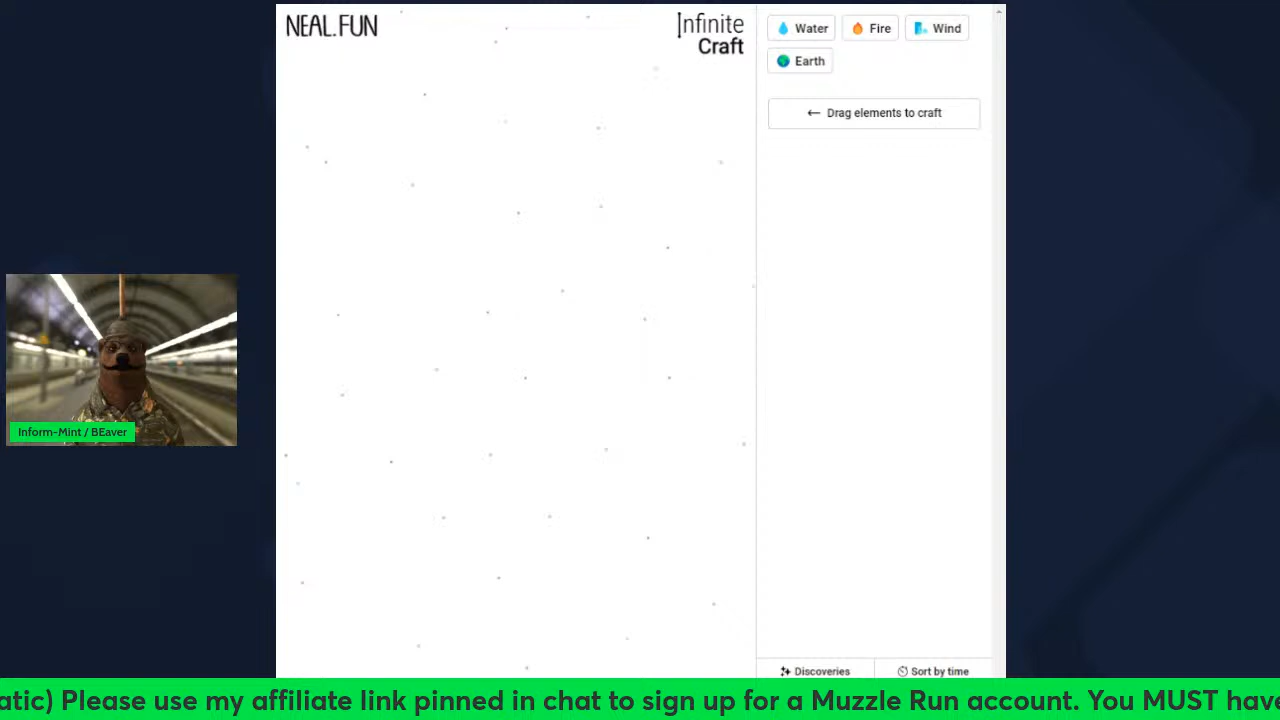 NEAL.FUN
Infinite
Craft
Water
Fire
Wind
Earth
← Drag elements to craft
Inform-Mint / BEaver
Discoveries
Sort by time
atic) Please use my affiliate link pinned in chat to sign up for a Muzzle Run account. You MUST have